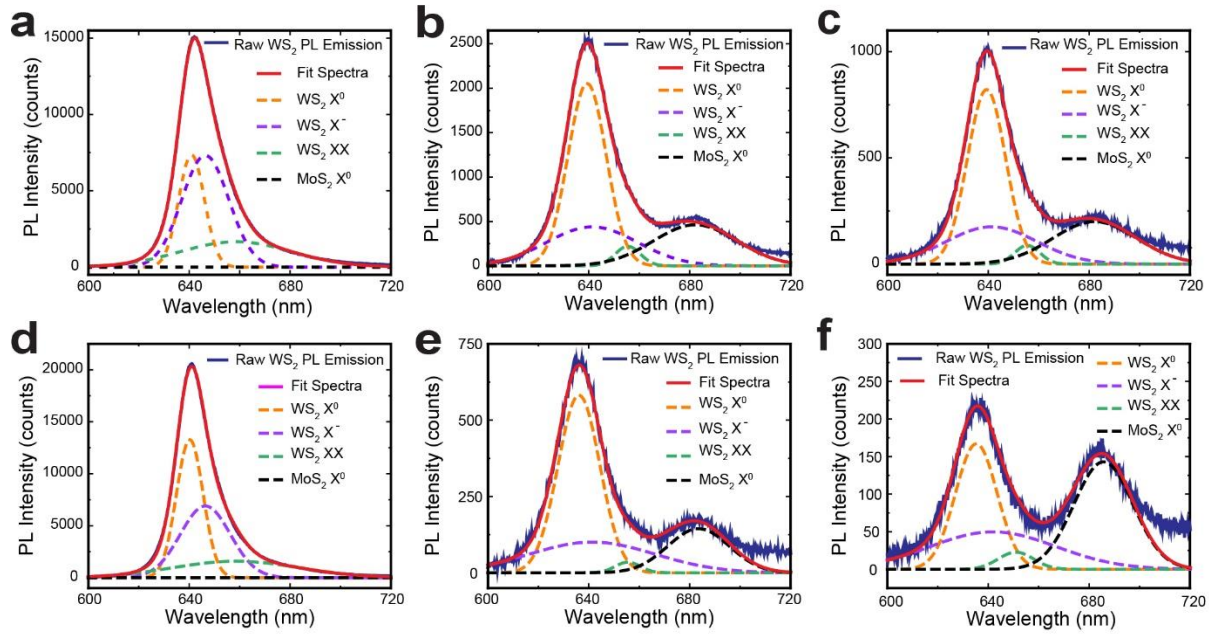 a
15000
10000
5000
0
PL Intensity (counts)
Raw WS₂ PL Emission
Fit Spectra
WS₂ X⁰
WS₂ X⁻
WS₂ XX
MoS₂ X⁰
600 640 680 720
Wavelength (nm)
b
2500
2000
1500
1000
500
0
PL Intensity (counts)
Raw WS₂ PL Emission
Fit Spectra
WS₂ X⁰
WS₂ X⁻
WS₂ XX
MoS₂ X⁰
600 640 680 720
Wavelength (nm)
c
1000
500
0
PL Intensity (counts)
Raw WS₂ PL Emission
Fit Spectra
WS₂ X⁰
WS₂ X⁻
WS₂ XX
MoS₂ X⁰
600 640 680 720
Wavelength (nm)
d
20000
15000
10000
5000
0
PL Intensity (counts)
Raw WS₂ PL Emission
Fit Spectra
WS₂ X⁰
WS₂ X⁻
WS₂ XX
MoS₂ X⁰
600 640 680 720
Wavelength (nm)
e
750
500
250
0
PL Intensity (counts)
Raw WS₂ PL Emission
Fit Spectra
WS₂ X⁰
WS₂ X⁻
WS₂ XX
MoS₂ X⁰
600 640 680 720
Wavelength (nm)
f
300
250
200
150
100
50
0
PL Intensity (counts)
Raw WS₂ PL Emission
Fit Spectra
WS₂ X⁰
WS₂ X⁻
WS₂ XX
MoS₂ X⁰
600 640 680 720
Wavelength (nm)